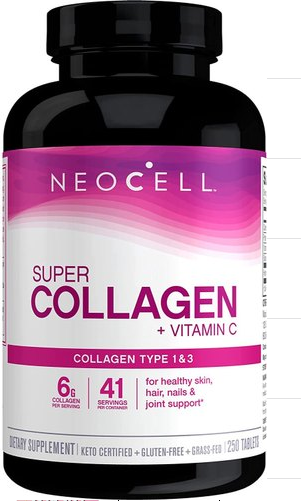 NEOCELL™
SUPER
COLLAGEN
+ VITAMIN C
COLLAGEN TYPE 1 & 3
6G COLLAGEN PER SERVING
41 SERVINGS PER CONTAINER
for healthy skin,
hair, nails &
joint support*
DIETARY SUPPLEMENT | KETO CERTIFIED + GLUTEN-FREE + GRASS-FED | 250 TABLETS